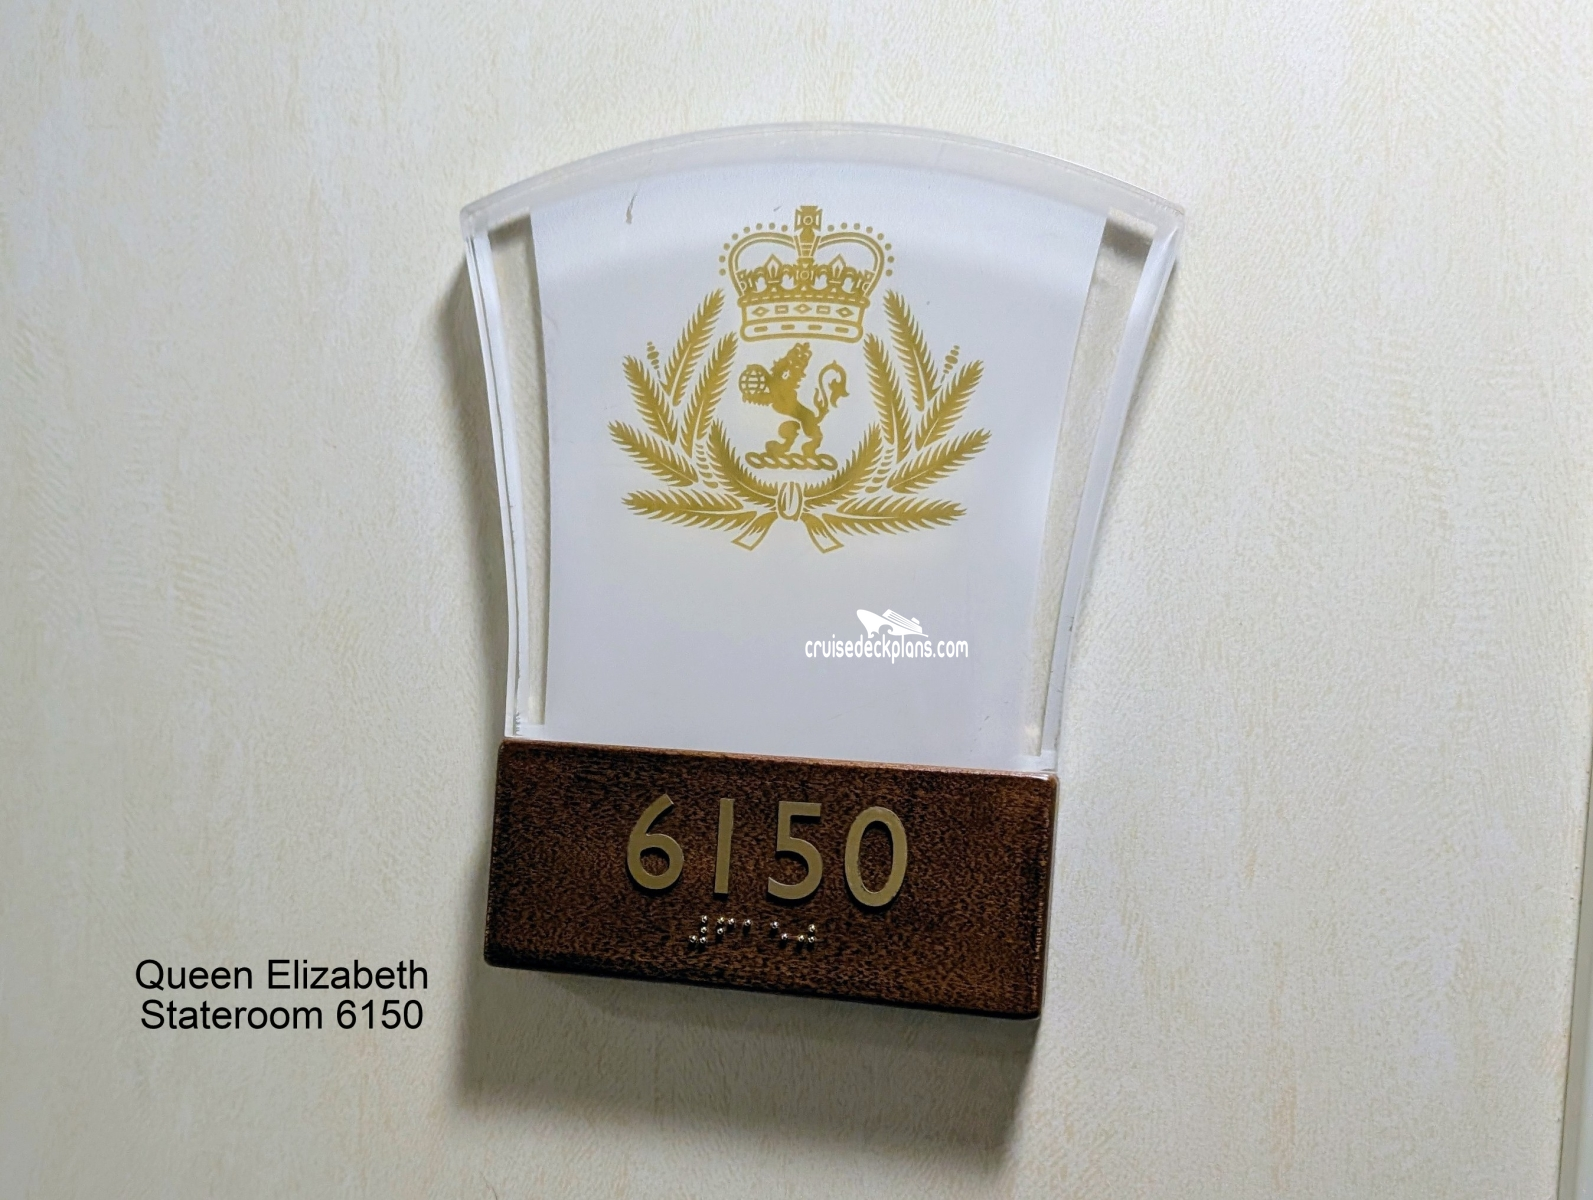 cruisedeckplans.com
6150
Queen Elizabeth
Stateroom 6150